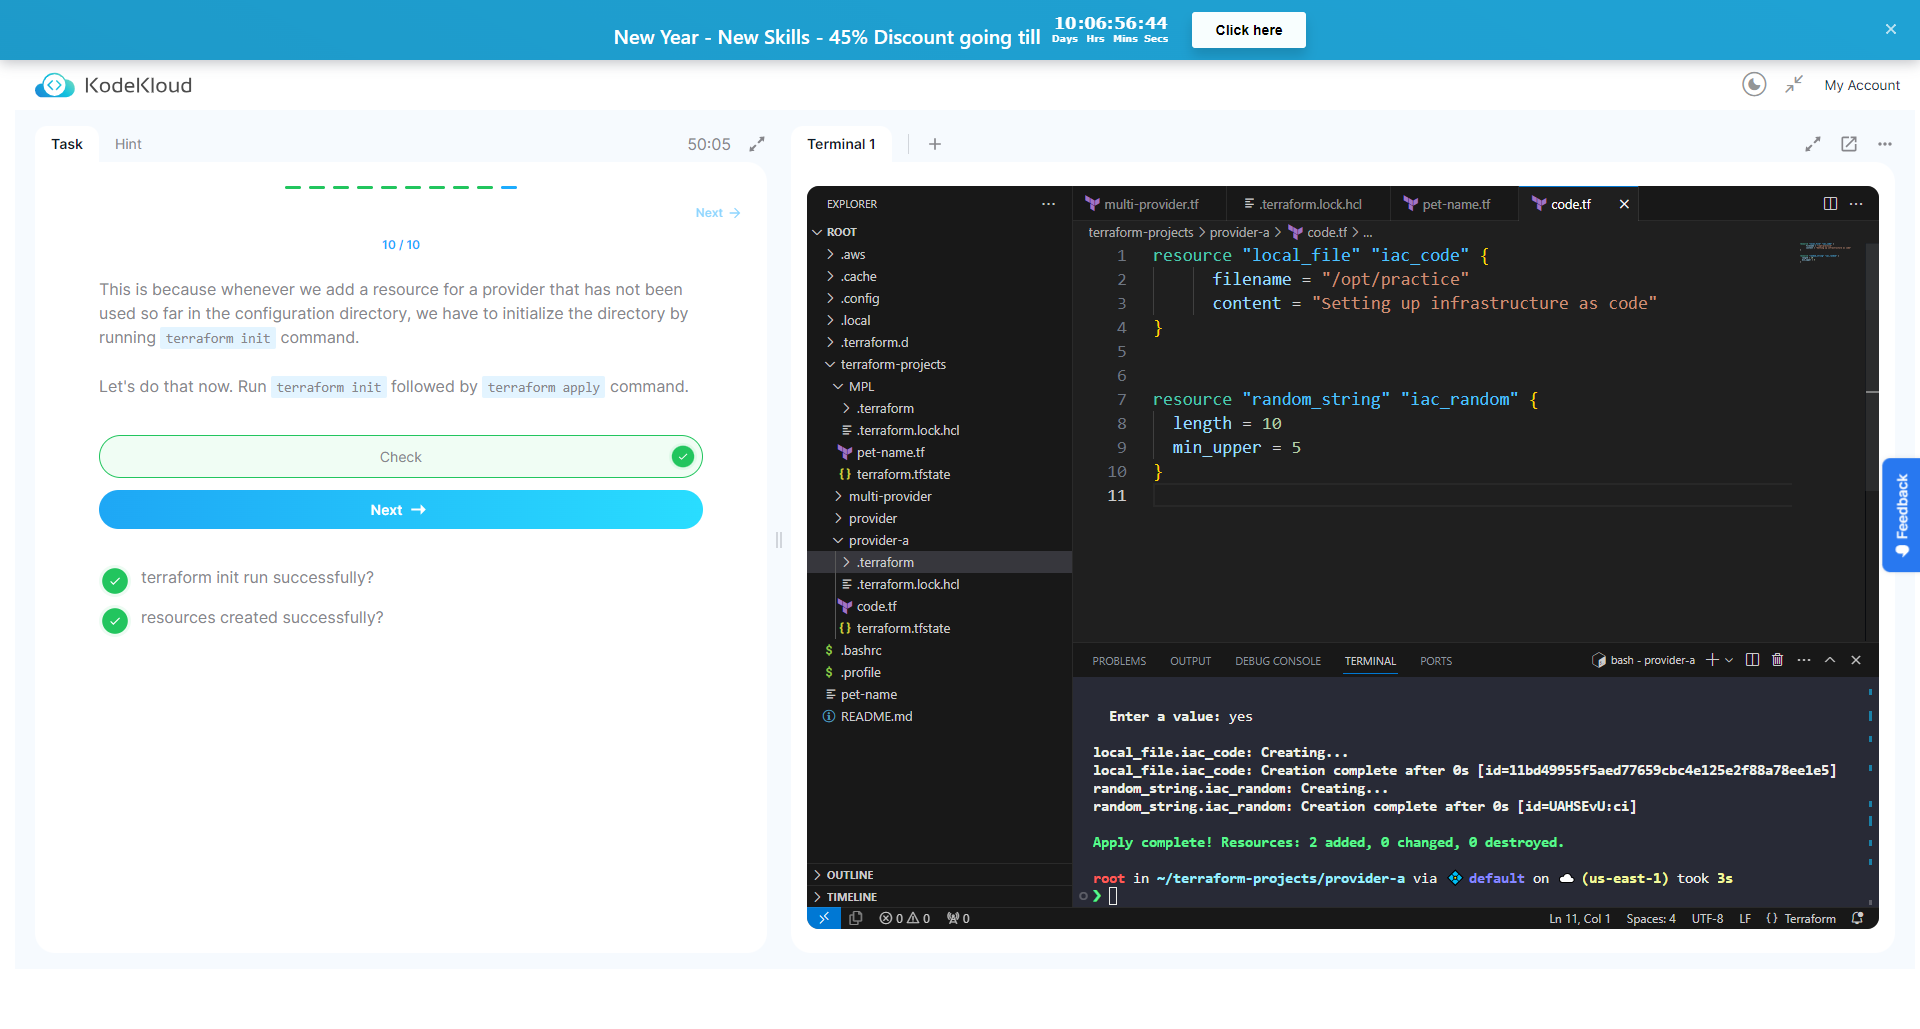 New Year - New Skills - 45% Discount going till
10:06:56:44
Days Hrs Mins Secs
Click here
KodeKloud
My Account
Task
Hint
50:05
Next
10 / 10
This is because whenever we add a resource for a provider that has not been
used so far in the configuration directory, we have to initialize the directory by
running terraform init command.
Let's do that now. Run terraform init followed by terraform apply command.
Check
Next
terraform init run successfully?
resources created successfully?
Terminal 1
EXPLORER
ROOT
.aws
.cache
.config
.local
.terraform.d
terraform-projects
MPL
.terraform
.terraform.lock.hcl
pet-name.tf
{} terraform.tfstate
multi-provider
provider
provider-a
.terraform
.terraform.lock.hcl
code.tf
{} terraform.tfstate
$ .bashrc
$ .profile
pet-name
README.md
OUTLINE
TIMELINE
multi-provider.tf
.terraform.lock.hcl
pet-name.tf
code.tf
terraform-projects > provider-a > code.tf > ...
1 resource "local_file" "iac_code" {
2 filename = "/opt/practice"
3 content = "Setting up infrastructure as code"
4 }
5
6
7 resource "random_string" "iac_random" {
8 length = 10
9 min_upper = 5
10 }
11
PROBLEMS
OUTPUT
DEBUG CONSOLE
TERMINAL
PORTS
bash - provider-a
Enter a value: yes
local_file.iac_code: Creating...
local_file.iac_code: Creation complete after 0s [id=11bd49955f5aed77659cbc4e125e2f88a78ee1e5]
random_string.iac_random: Creating...
random_string.iac_random: Creation complete after 0s [id=UAHSEvU:ci]
Apply complete! Resources: 2 added, 0 changed, 0 destroyed.
root in ~/terraform-projects/provider-a via default on (us-east-1) took 3s
❯
0 0
0
Ln 11, Col 1
Spaces: 4
UTF-8
LF
{} Terraform
Feedback